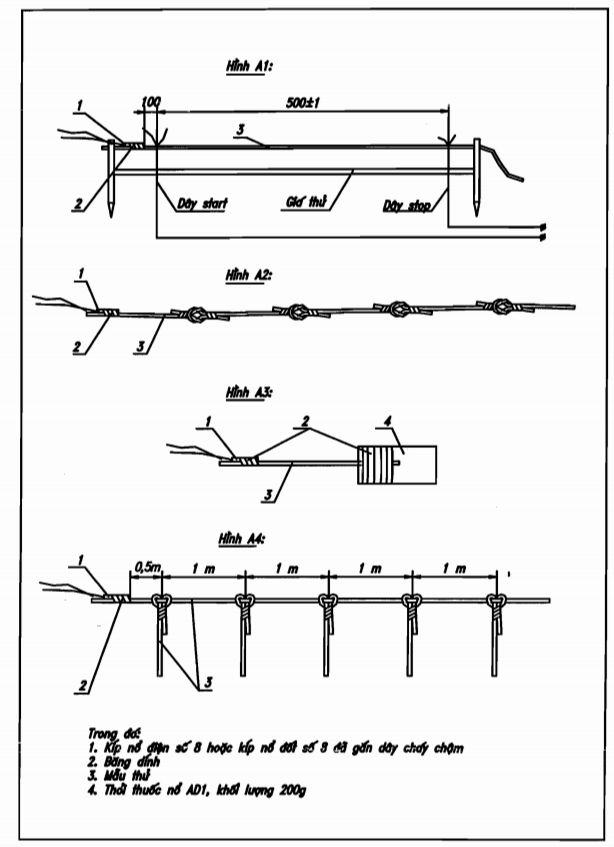 Hình A1:
1 100 500±1
3
2 Dây start Giá thử Dây stop
Hình A2:
1
2 3
Hình A3:
1 2 4
3
Hình A4:
1 0,5m 1 m 1 m 1 m 1 m
2 3
Trong đó:
1. Kíp nổ điện số 8 hoặc kíp nổ đốt số 8 đã gắn dây cháy chậm
2. Băng dính
3. Mẫu thử
4. Thỏi thuốc nổ AD1, khối lượng 200g